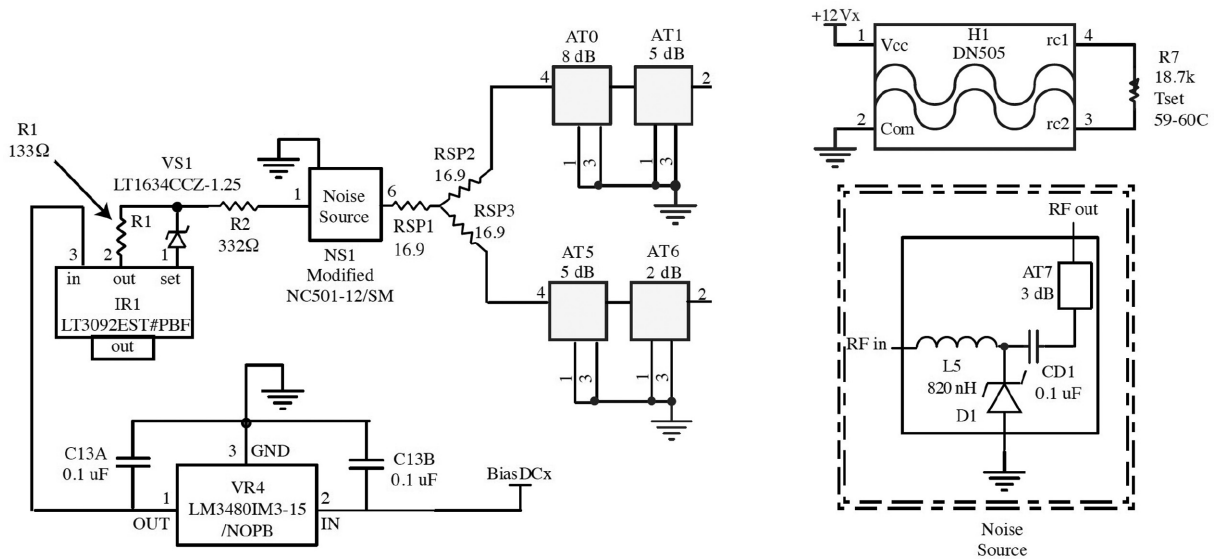 R1
133Ω
VS1
LT1634CCZ-1.25
R1
3
2
1
in
out
set
IR1
LT3092EST#PBF
out
R2
332Ω
1
Noise
Source
6
NS1
Modified
NC501-12/SM
RSP1
16.9
RSP2
16.9
RSP3
16.9
AT0
8 dB
AT1
5 dB
4
2
1
3
1
3
AT5
5 dB
AT6
2 dB
4
2
1
3
1
3
C13A
0.1 uF
3
GND
C13B
0.1 uF
VR4
LM3480IM3-15
/NOPB
1
OUT
2
IN
BiasDCx
+12Vx
1
Vcc
H1
DN505
rc1
4
R7
18.7k
Tset
59-60C
2
Com
rc2
3
RF out
AT7
3 dB
RF in
L5
820 nH
CD1
0.1 uF
D1
Noise
Source